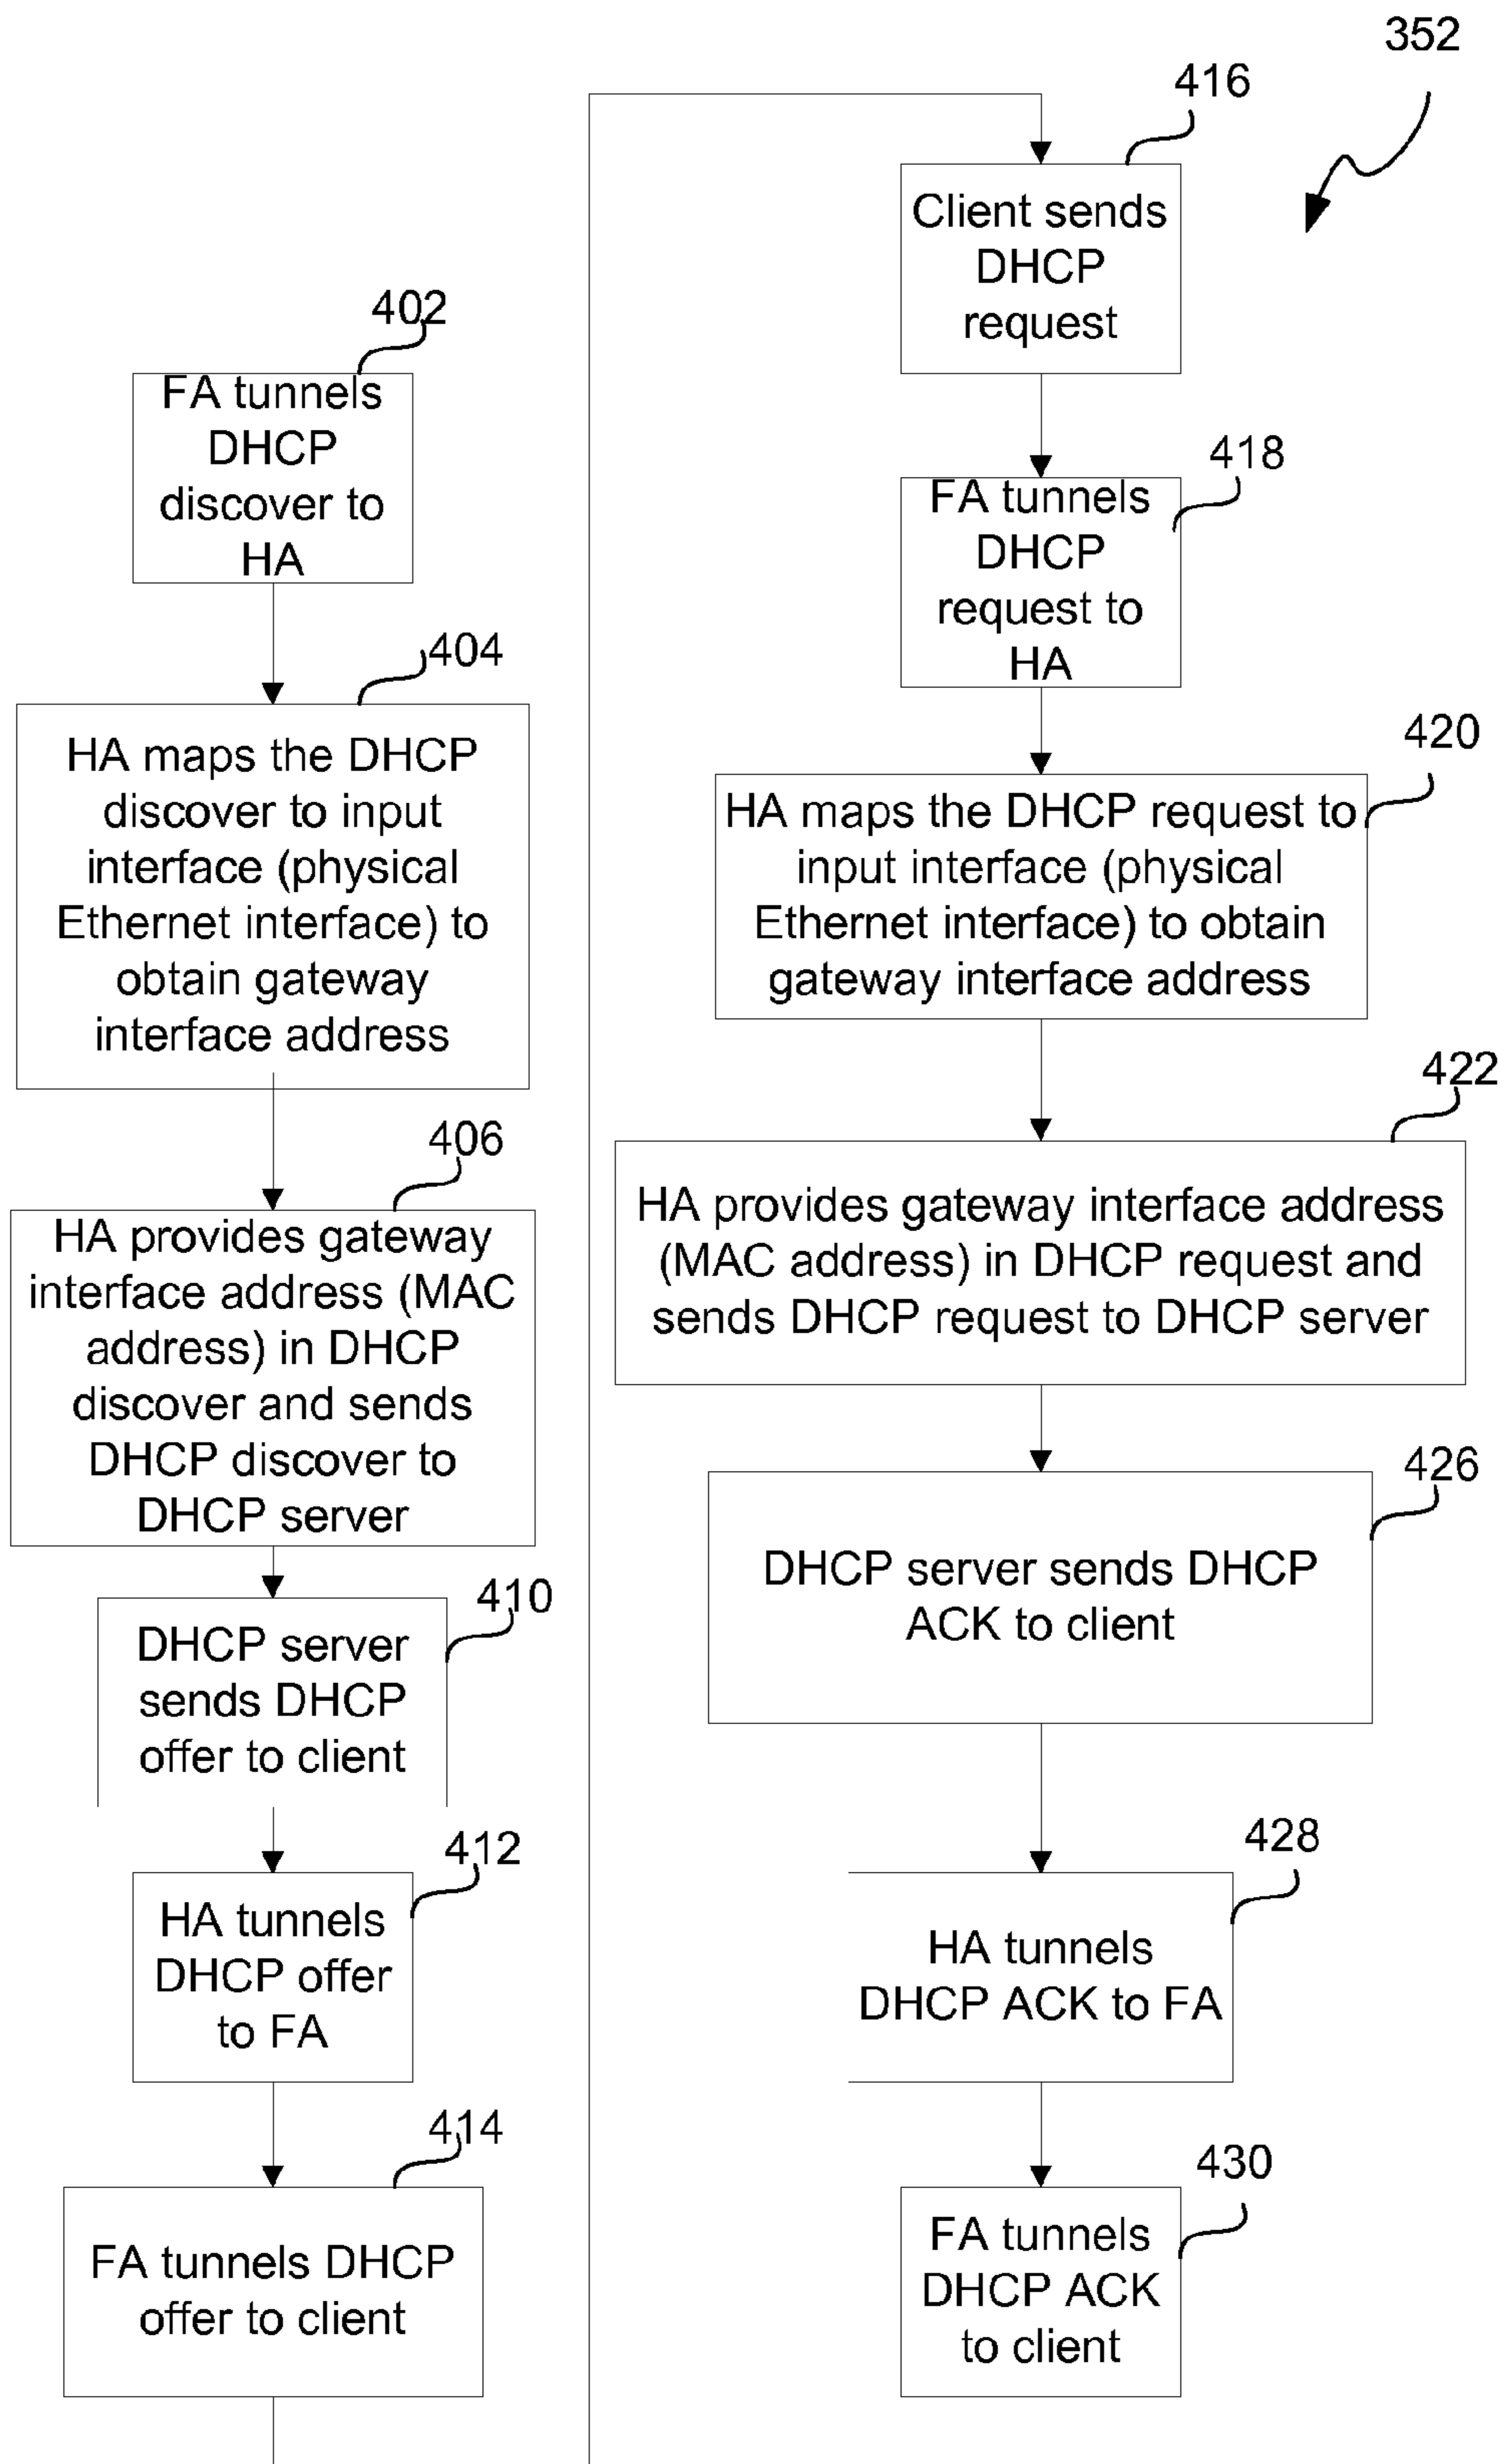 402
FA tunnels
DHCP
discover to
HA
404
HA maps the DHCP
discover to input
interface (physical
Ethernet interface) to
obtain gateway
interface address
406
HA provides gateway
interface address (MAC
address) in DHCP
discover and sends
DHCP discover to
DHCP server
410
DHCP server
sends DHCP
offer to client
412
HA tunnels
DHCP offer
to FA
414
FA tunnels DHCP
offer to client
352
416
Client sends
DHCP
request
418
FA tunnels
DHCP
request to
HA
420
HA maps the DHCP request to
input interface (physical
Ethernet interface) to obtain
gateway interface address
422
HA provides gateway interface address
(MAC address) in DHCP request and
sends DHCP request to DHCP server
426
DHCP server sends DHCP
ACK to client
428
HA tunnels
DHCP ACK to FA
430
FA tunnels
DHCP ACK
to client